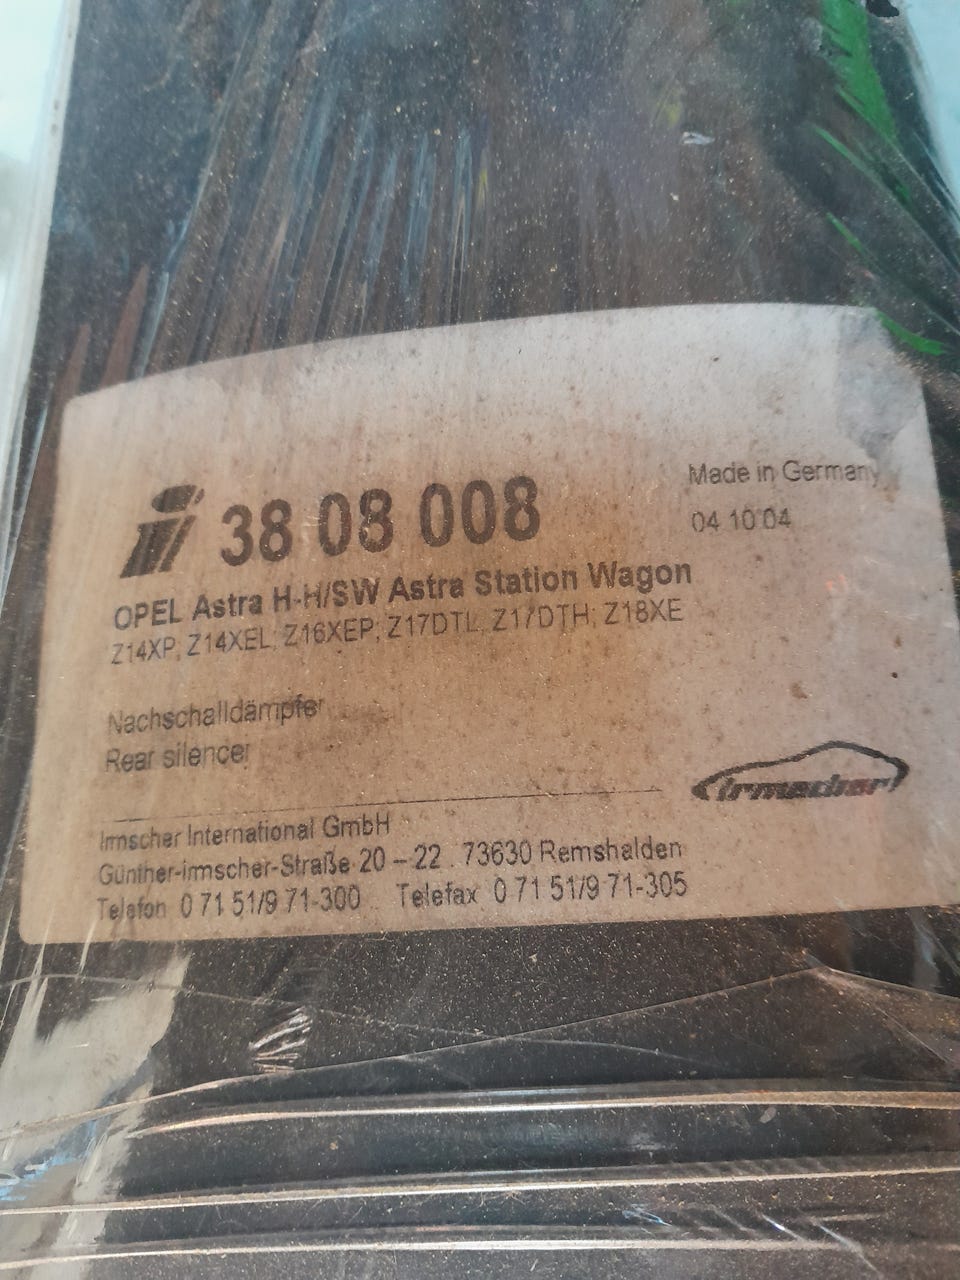 38 08 008
Made in Germany
04 10 04
OPEL Astra H-H/SW Astra Station Wagon
Z14XP; Z14XEL; Z16XEP; Z17DTL; Z17DTH; Z18XE
Nachschalldämpfer
Rear silencer
Irmscher
Irmscher International GmbH
Günther-Irmscher-Straße 20 – 22 . 73630 Remshalden
Telefon 0 71 51/9 71-300 Telefax 0 71 51/9 71-305